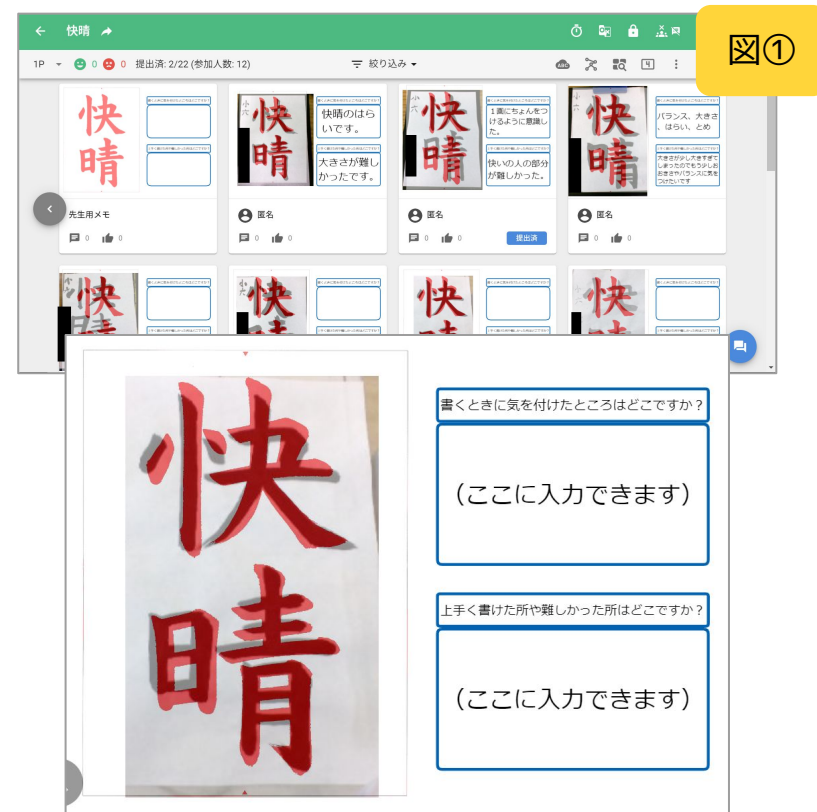 快晴
図①
1P
0
0
提出済: 2/22 (参加人数: 12)
絞り込み
ABC
4
快晴
先生用メモ
0
0
小六
快晴
快晴のはら
いです。
大きさが難し
かったです。
匿名
0
0
小六
快晴
1画にちょんをつ
けるように意識し
た。
快いの人の部分
が難しかった。
匿名
0
0
提出済
快晴
バランス、大きさ
、はらい、とめ
大きさが少し大きすぎて
しまったのでもう少しお
おきさやバランスに気を
つけたいです
匿名
0
0
快
快
快
快
快晴
書くときに気を付けたところはどこですか？
（ここに入力できます）
上手く書けた所や難しかった所はどこですか？
（ここに入力できます）